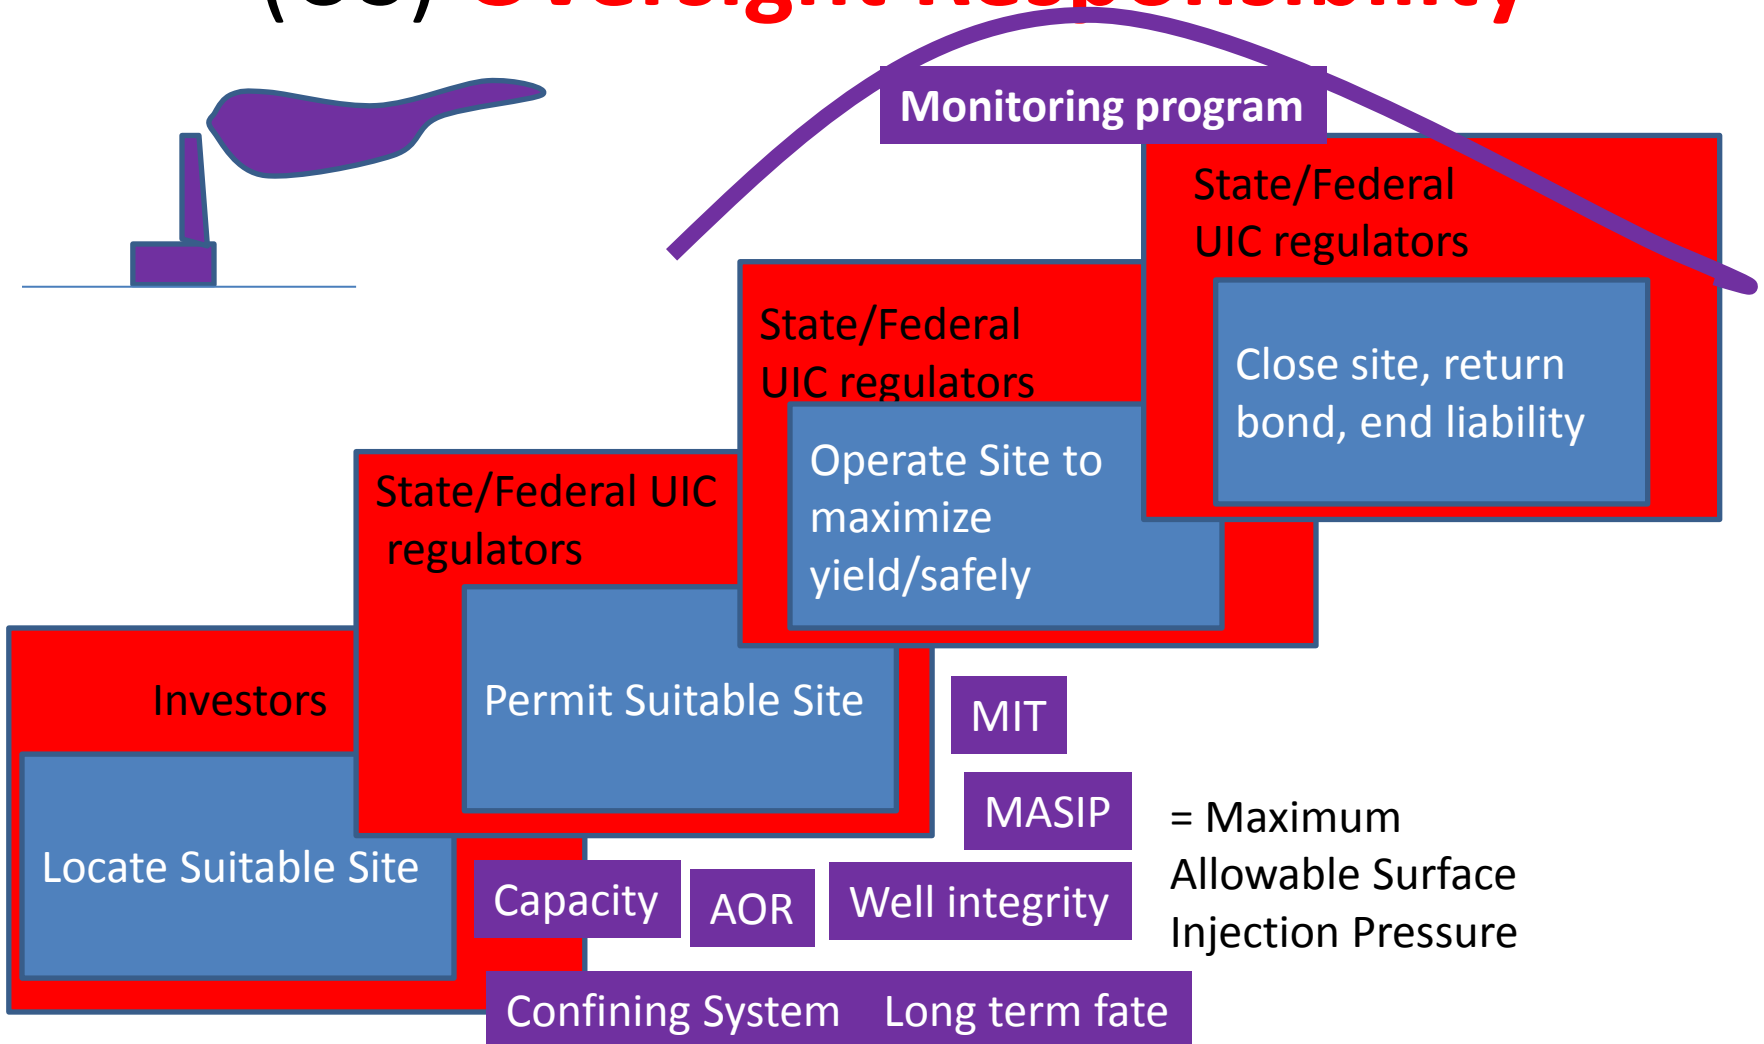 Oversight Responsibility
Monitoring program
State/Federal
UIC regulators
Close site, return
bond, end liability
State/Federal
UIC regulators
Operate Site to
maximize
yield/safely
State/Federal UIC
regulators
Permit Suitable Site
Investors
Locate Suitable Site
MIT
MASIP
= Maximum
Allowable Surface
Injection Pressure
Capacity
AOR
Well integrity
Confining System Long term fate